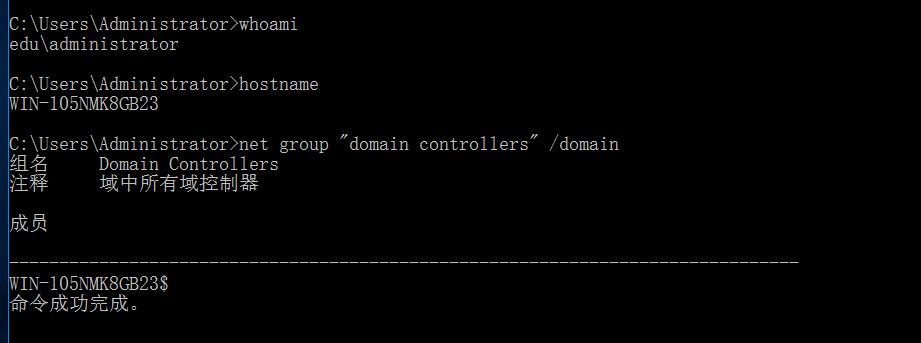 C:\Users\Administrator>whoami
edu\administrator
C:\Users\Administrator>hostname
WIN-105NMK8GB23
C:\Users\Administrator>net group "domain controllers" /domain
组名     Domain Controllers
注释     域中所有域控制器
成员
-------------------------------------------------------------------------------
WIN-105NMK8GB23$
命令成功完成。